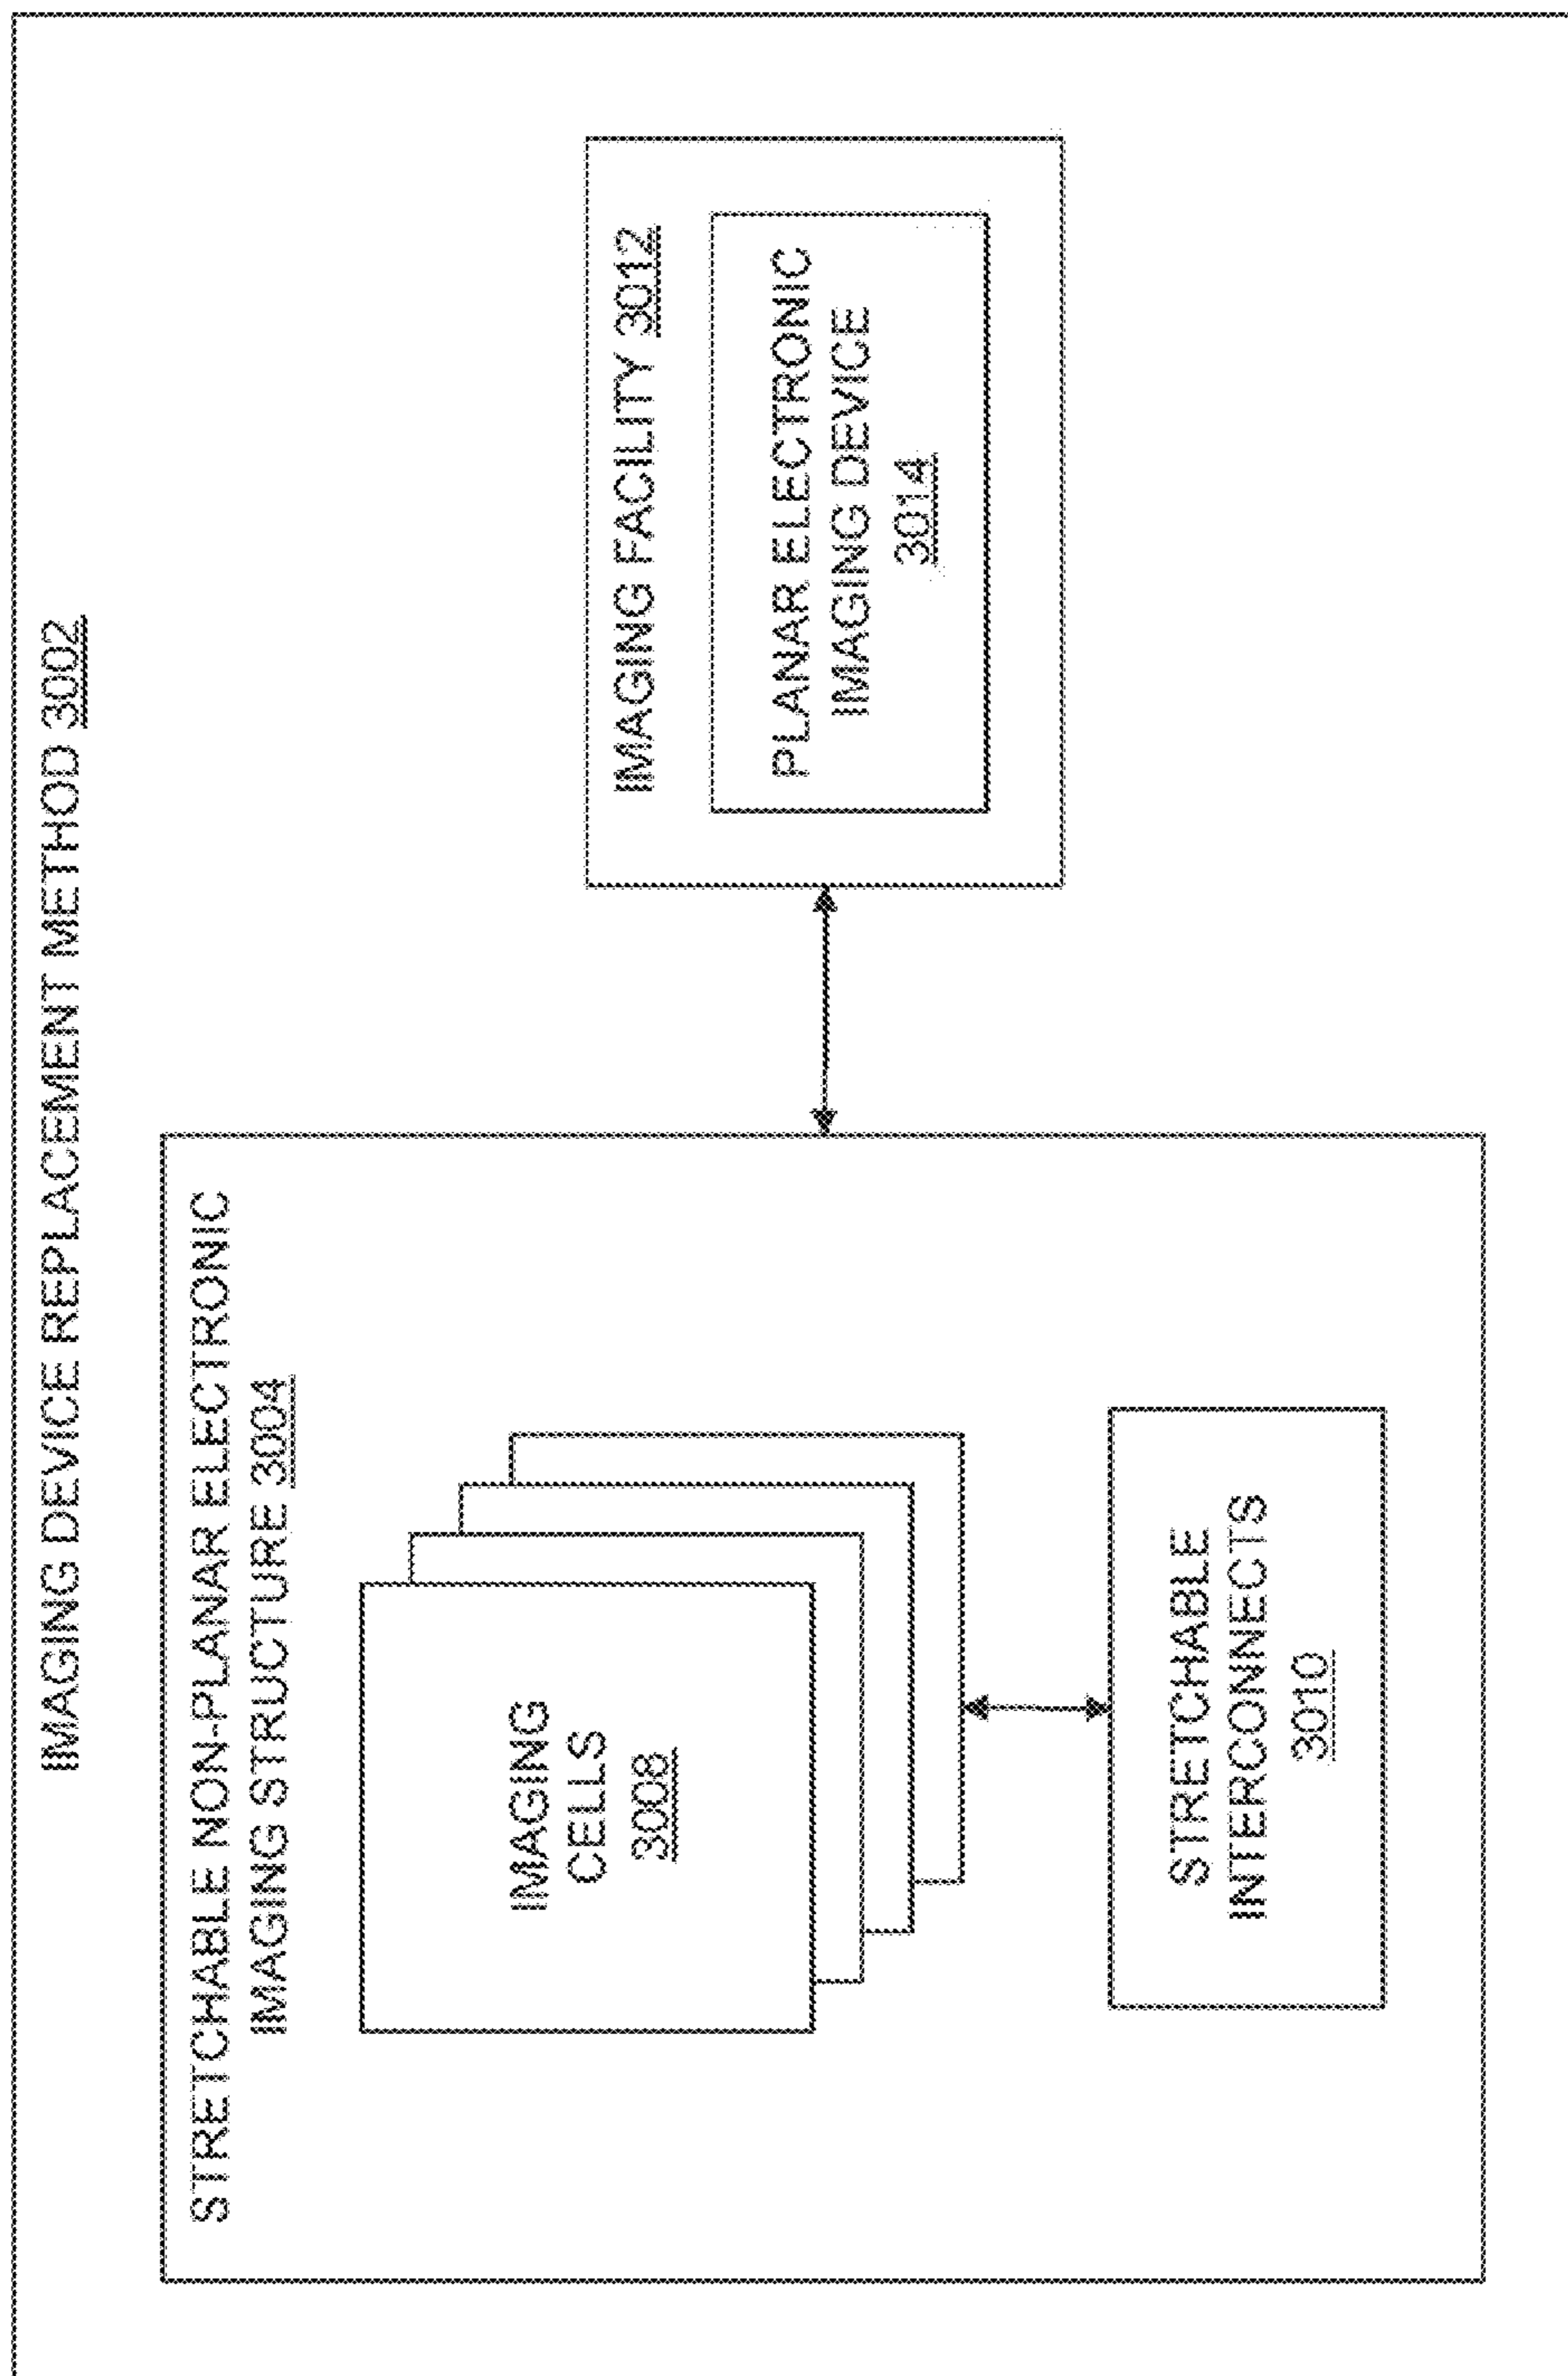 IMAGING DEVICE REPLACEMENT METHOD 3002
STRETCHABLE NON-PLANAR ELECTRONIC
IMAGING STRUCTURE 3004
IMAGING
CELLS
3008
STRETCHABLE
INTERCONNECTS
3010
IMAGING FACILITY 3012
PLANAR ELECTRONIC
IMAGING DEVICE
3014